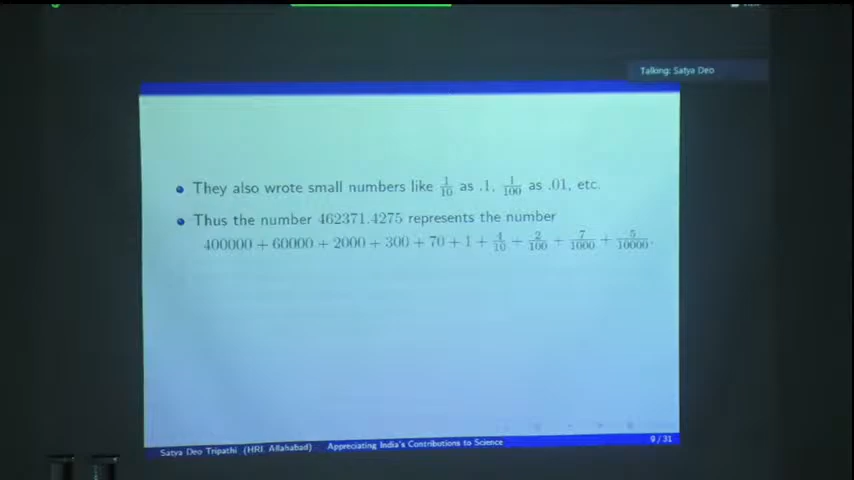 Talking: Satya Deo
They also wrote small numbers like 1/10 as .1, 1/100 as .01, etc.
Thus the number 462371.4275 represents the number
400000 + 60000 + 2000 + 300 + 70 + 1 + 4/10 + 2/100 + 7/1000 + 5/10000.
Satya Deo Tripathi (HRI, Allahabad) Appreciating India's Contributions to Science 9 / 31